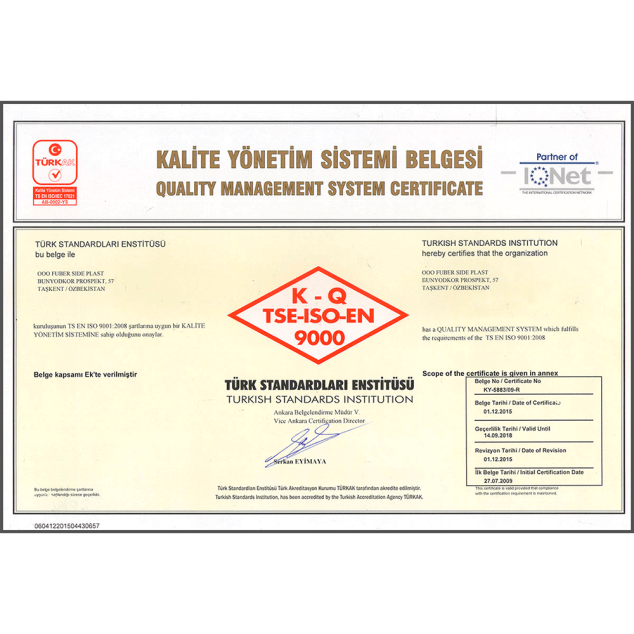 TÜRKAK
Kalite Yönetim Sistemi
TS EN ISO/IEC 17021
AB-0002-YS
KALİTE YÖNETİM SİSTEMİ BELGESİ
QUALITY MANAGEMENT SYSTEM CERTIFICATE
Partner of
IQNet
THE INTERNATIONAL CERTIFICATION NETWORK
TÜRK STANDARDLARI ENSTİTÜSÜ
bu belge ile
OOO FUBER SIDE PLAST
BUNYODKOR PROSPEKT, 57
TAŞKENT / ÖZBEKİSTAN
kuruluşunun TS EN ISO 9001:2008 şartlarına uygun bir KALİTE
YÖNETİM SİSTEMİNE sahip olduğunu onaylar.
Belge kapsamı Ek'te verilmiştir
K - Q
TSE-ISO-EN
9000
TURKISH STANDARDS INSTITUTION
hereby certifies that the organization
OOO FUBER SIDE PLAST
BUNYODKOR PROSPEKT, 57
TAŞKENT / ÖZBEKİSTAN
has a QUALITY MANAGEMENT SYSTEM which fulfills
the requirements of the TS EN ISO 9001:2008
Scope of the certificate is given in annex
TÜRK STANDARDLARI ENSTİTÜSÜ
TURKISH STANDARDS INSTITUTION
Ankara Belgelendirme Müdür V.
Vice Ankara Certification Director
Serkan EYİMAYA
Belge No / Certificate No
KY-5883/09-R
Belge Tarihi / Date of Certificate
01.12.2015
Geçerlilik Tarihi / Valid Until
14.09.2018
Revizyon Tarihi / Date of Revision
01.12.2015
İlk Belge Tarihi / Initial Certification Date
27.07.2009
Bu belge belgelendirme şartlarına
sağlandığı sürece geçerlidir.
Türk Standardları Enstitüsü Türk Akreditasyon Kurumu TÜRKAK tarafından akredite edilmiştir.
Turkish Standards Institution, has been accredited by the Turkish Accreditation Agency TÜRKAK.
This certificate is valid provided that compliance
with the certification requirement is maintained.
060412201504430657